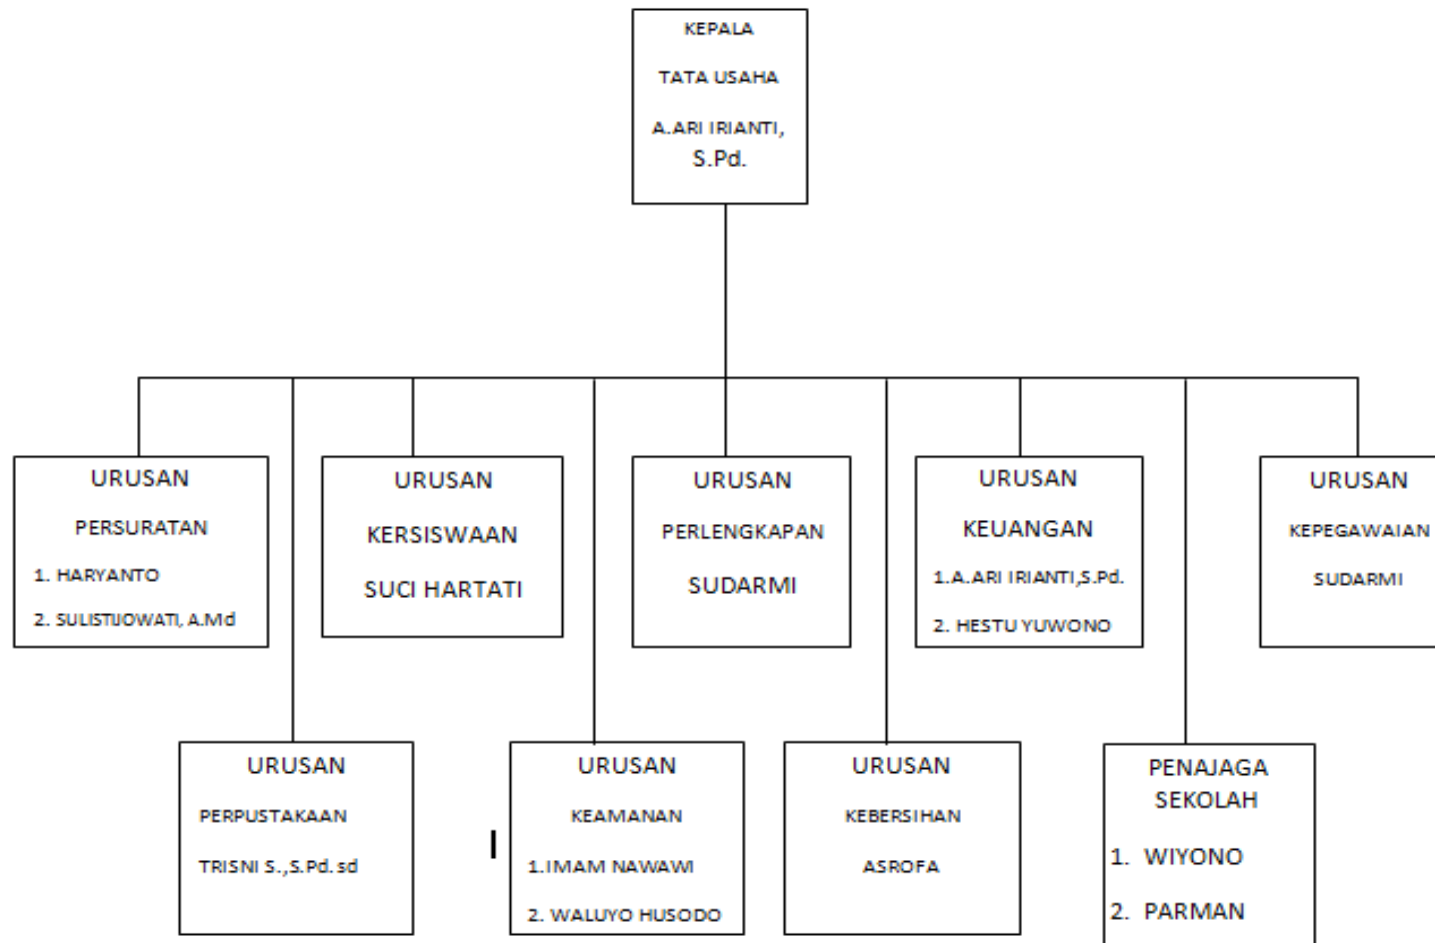 KEPALA
TATA USAHA
A.ARI IRIANTI,
S.Pd.
URUSAN
PERSURATAN
1. HARYANTO
2. SULISTIJOWATI, A.Md
URUSAN
KERSISWAAN
SUCI HARTATI
URUSAN
PERLENGKAPAN
SUDARMI
URUSAN
KEUANGAN
1.A.ARI IRIANTI,S.Pd.
2. HESTU YUWONO
URUSAN
KEPEGAWAIAN
SUDARMI
URUSAN
PERPUSTAKAAN
TRISNI S.,S.Pd.sd
URUSAN
KEAMANAN
1.IMAM NAWAWI
2. WALUYO HUSODO
URUSAN
KEBERSIHAN
ASROFA
PENAJAGA
SEKOLAH
1. WIYONO
2. PARMAN